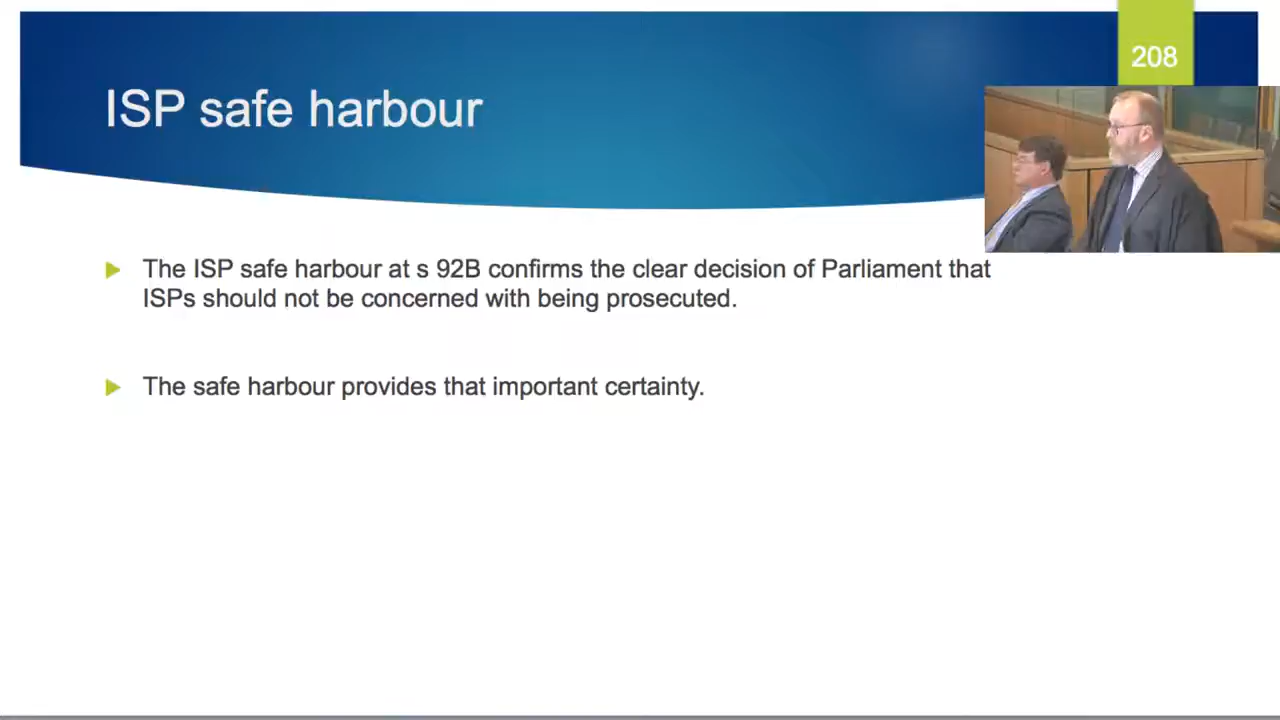 208
ISP safe harbour
The ISP safe harbour at s 92B confirms the clear decision of Parliament that
ISPs should not be concerned with being prosecuted.
The safe harbour provides that important certainty.